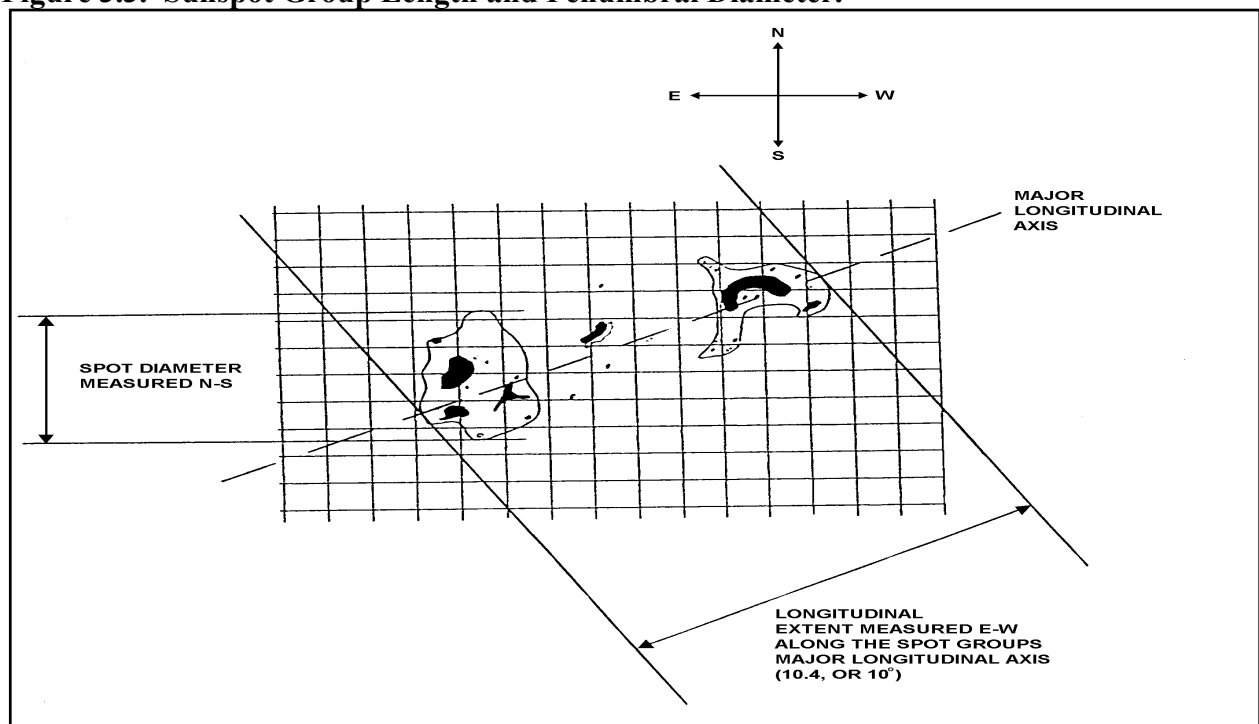 Figure 3.3. Sunspot Group Length and Penumbral Diameter.
N
E
W
S
MAJOR
LONGITUDINAL
AXIS
SPOT DIAMETER
MEASURED N-S
LONGITUDINAL
EXTENT MEASURED E-W
ALONG THE SPOT GROUPS
MAJOR LONGITUDINAL AXIS
(10.4, OR 10°)